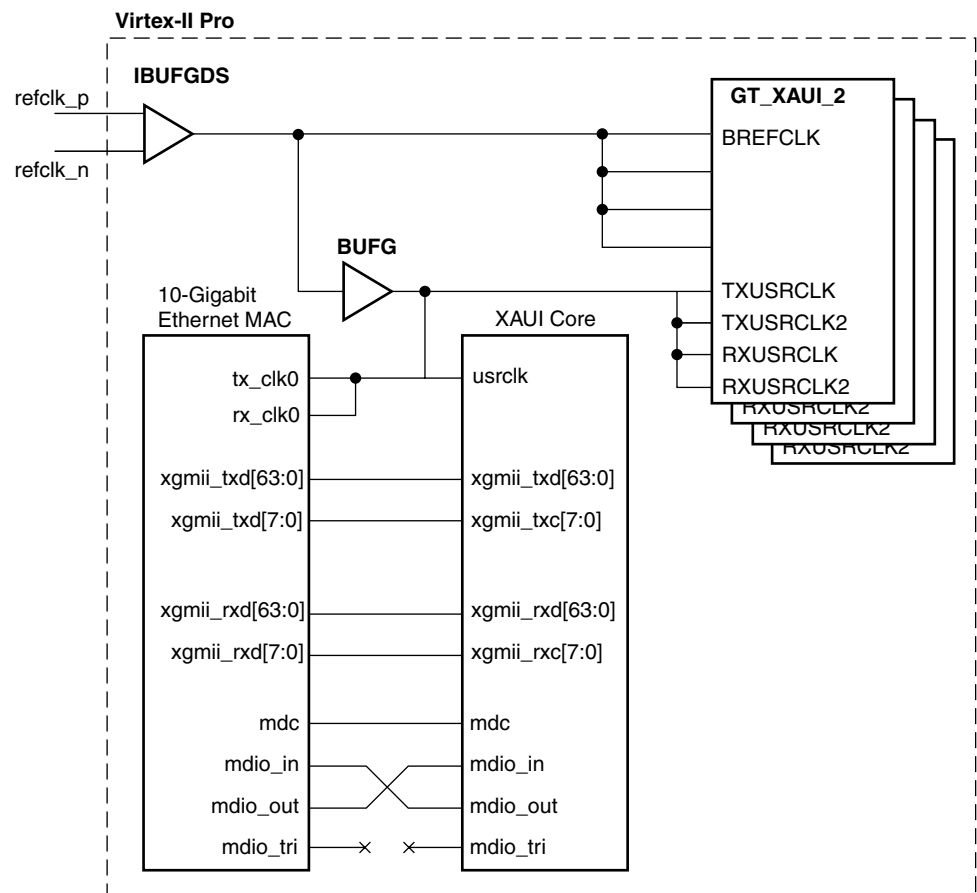 Virtex-II Pro
IBUFGDS
refclk_p
refclk_n
GT_XAUI_2
BREFCLK
BUFG
TXUSRCLK
TXUSRCLK2
RXUSRCLK
RXUSRCLK2
RXUSRCLK2
RXUSRCLK2
RXUSRCLK2
10-Gigabit
Ethernet MAC
tx_clk0
rx_clk0
xgmii_txd[63:0]
xgmii_txd[7:0]
xgmii_rxd[63:0]
xgmii_rxd[7:0]
mdc
mdio_in
mdio_out
mdio_tri
XAUI Core
usrclk
xgmii_txd[63:0]
xgmii_txc[7:0]
xgmii_rxd[63:0]
xgmii_rxc[7:0]
mdc
mdio_in
mdio_out
mdio_tri